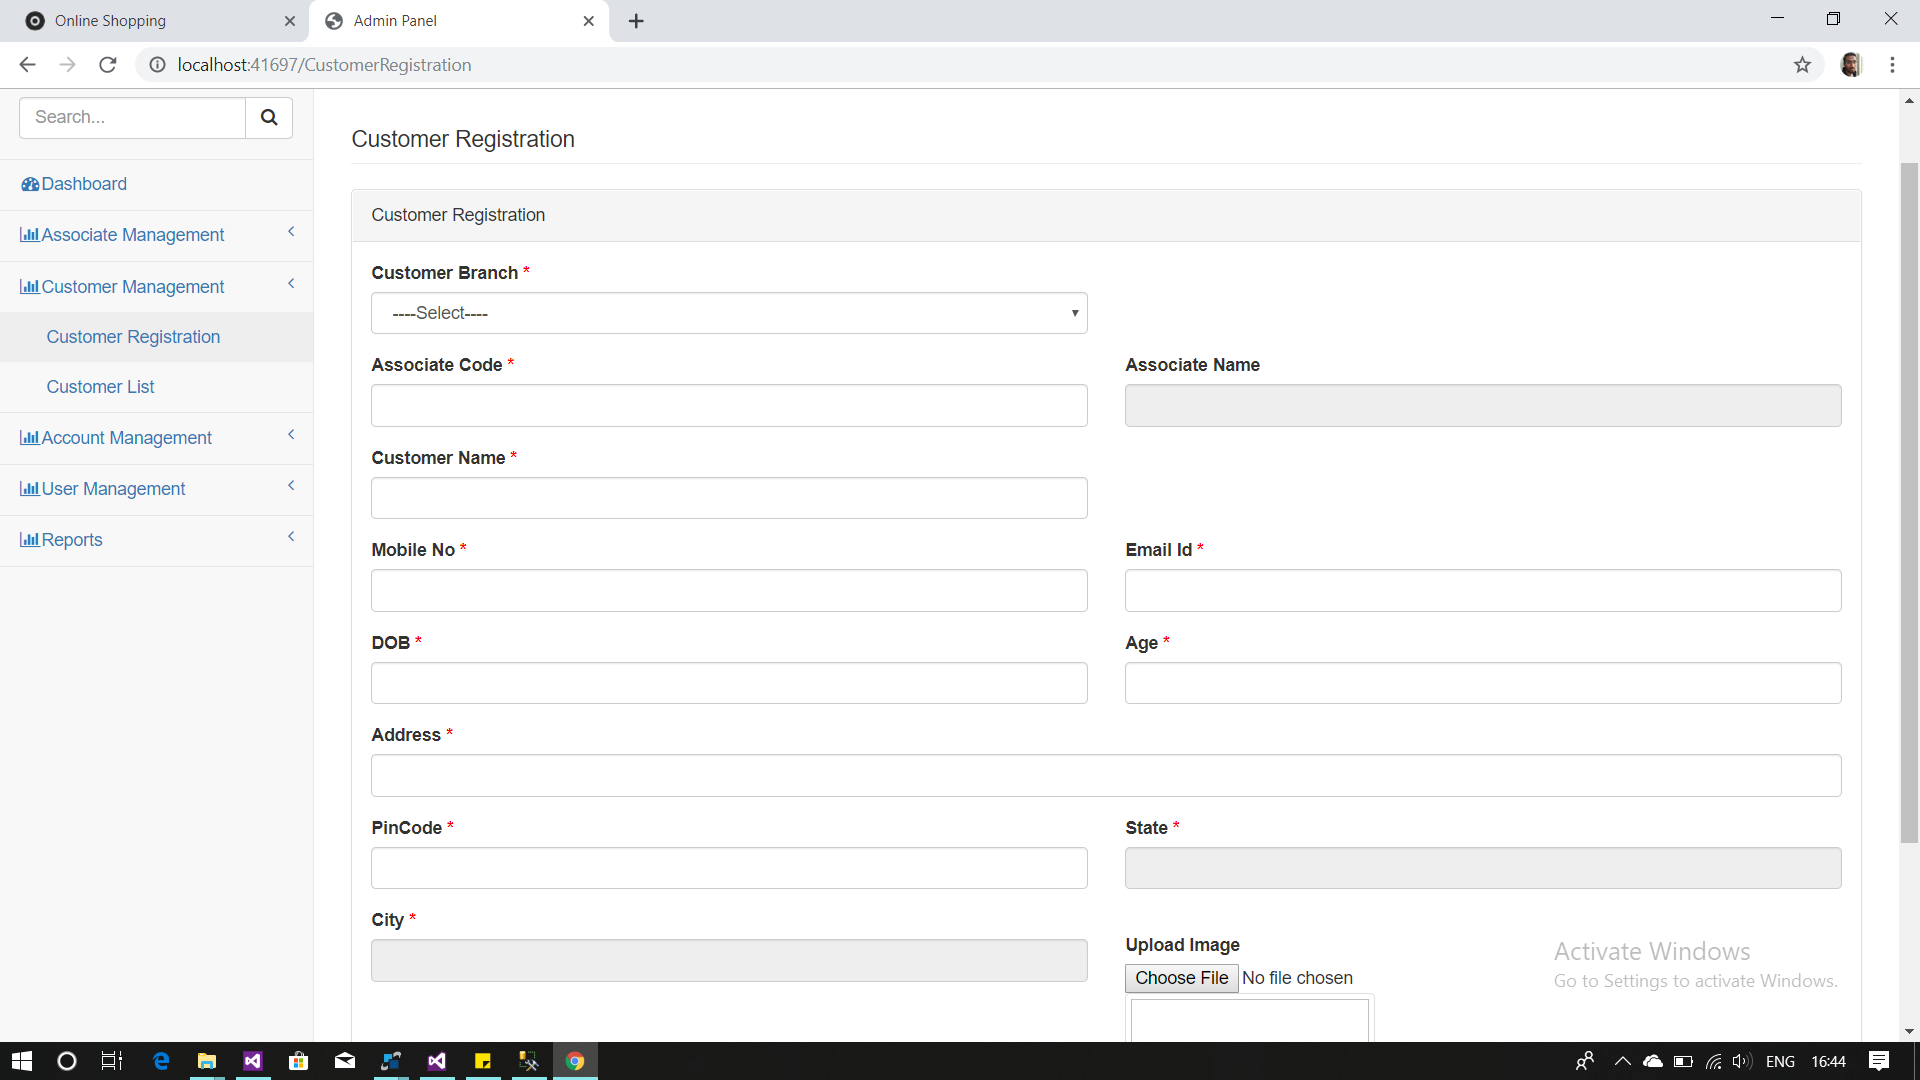 Online Shopping
Admin Panel
localhost:41697/CustomerRegistration
Search...
Dashboard
Associate Management
Customer Management
Customer Registration
Customer List
Account Management
User Management
Reports
Customer Registration
Customer Registration
Customer Branch *
----Select----
Associate Code *
Associate Name
Customer Name *
Mobile No *
Email Id *
DOB *
Age *
Address *
PinCode *
State *
City *
Upload Image
Choose File No file chosen
Activate Windows
Go to Settings to activate Windows.
ENG 16:44